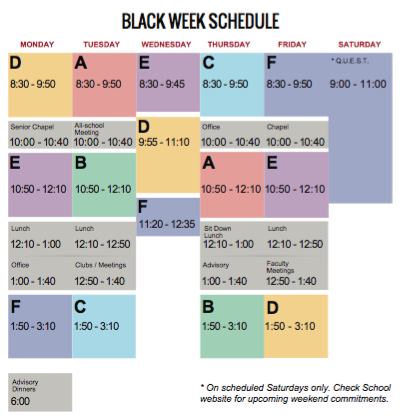 BLACK WEEK SCHEDULE
MONDAY TUESDAY WEDNESDAY THURSDAY FRIDAY SATURDAY
D A E C F * Q.U.E.S.T.
8:30 - 9:50 8:30 - 9:50 8:30 - 9:45 8:30 - 9:50 8:30 - 9:50 9:00 - 11:00
D
9:55 - 11:10
Senior Chapel All-school Meeting Office Chapel
10:00 - 10:40 10:00 - 10:40 10:00 - 10:40 10:00 - 10:40
E B A E
10:50 - 12:10 10:50 - 12:10 10:50 - 12:10 10:50 - 12:10
F
11:20 - 12:35
Lunch Lunch Sit Down Lunch Lunch
12:10 - 1:00 12:10 - 12:50 12:10 - 1:00 12:10 - 12:50
Office Clubs / Meetings Advisory Faculty Meetings
1:00 - 1:40 12:50 - 1:40 1:00 - 1:40 12:50 - 1:40
F C B D
1:50 - 3:10 1:50 - 3:10 1:50 - 3:10 1:50 - 3:10
Advisory
Dinners
6:00
* On scheduled Saturdays only. Check School
website for upcoming weekend commitments.